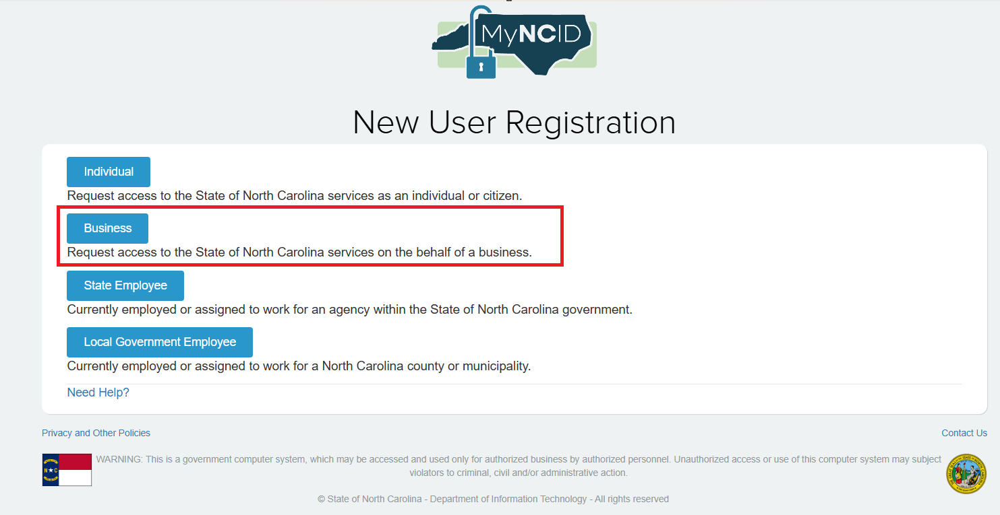 MyNCID
New User Registration
Individual
Request access to the State of North Carolina services as an individual or citizen.
Business
Request access to the State of North Carolina services on the behalf of a business.
State Employee
Currently employed or assigned to work for an agency within the State of North Carolina government.
Local Government Employee
Currently employed or assigned to work for a North Carolina county or municipality.
Need Help?
Privacy and Other Policies
Contact Us
N C
WARNING: This is a government computer system, which may be accessed and used only for authorized business by authorized personnel. Unauthorized access or use of this computer system may subject
violators to criminal, civil and/or administrative action.
© State of North Carolina - Department of Information Technology - All rights reserved